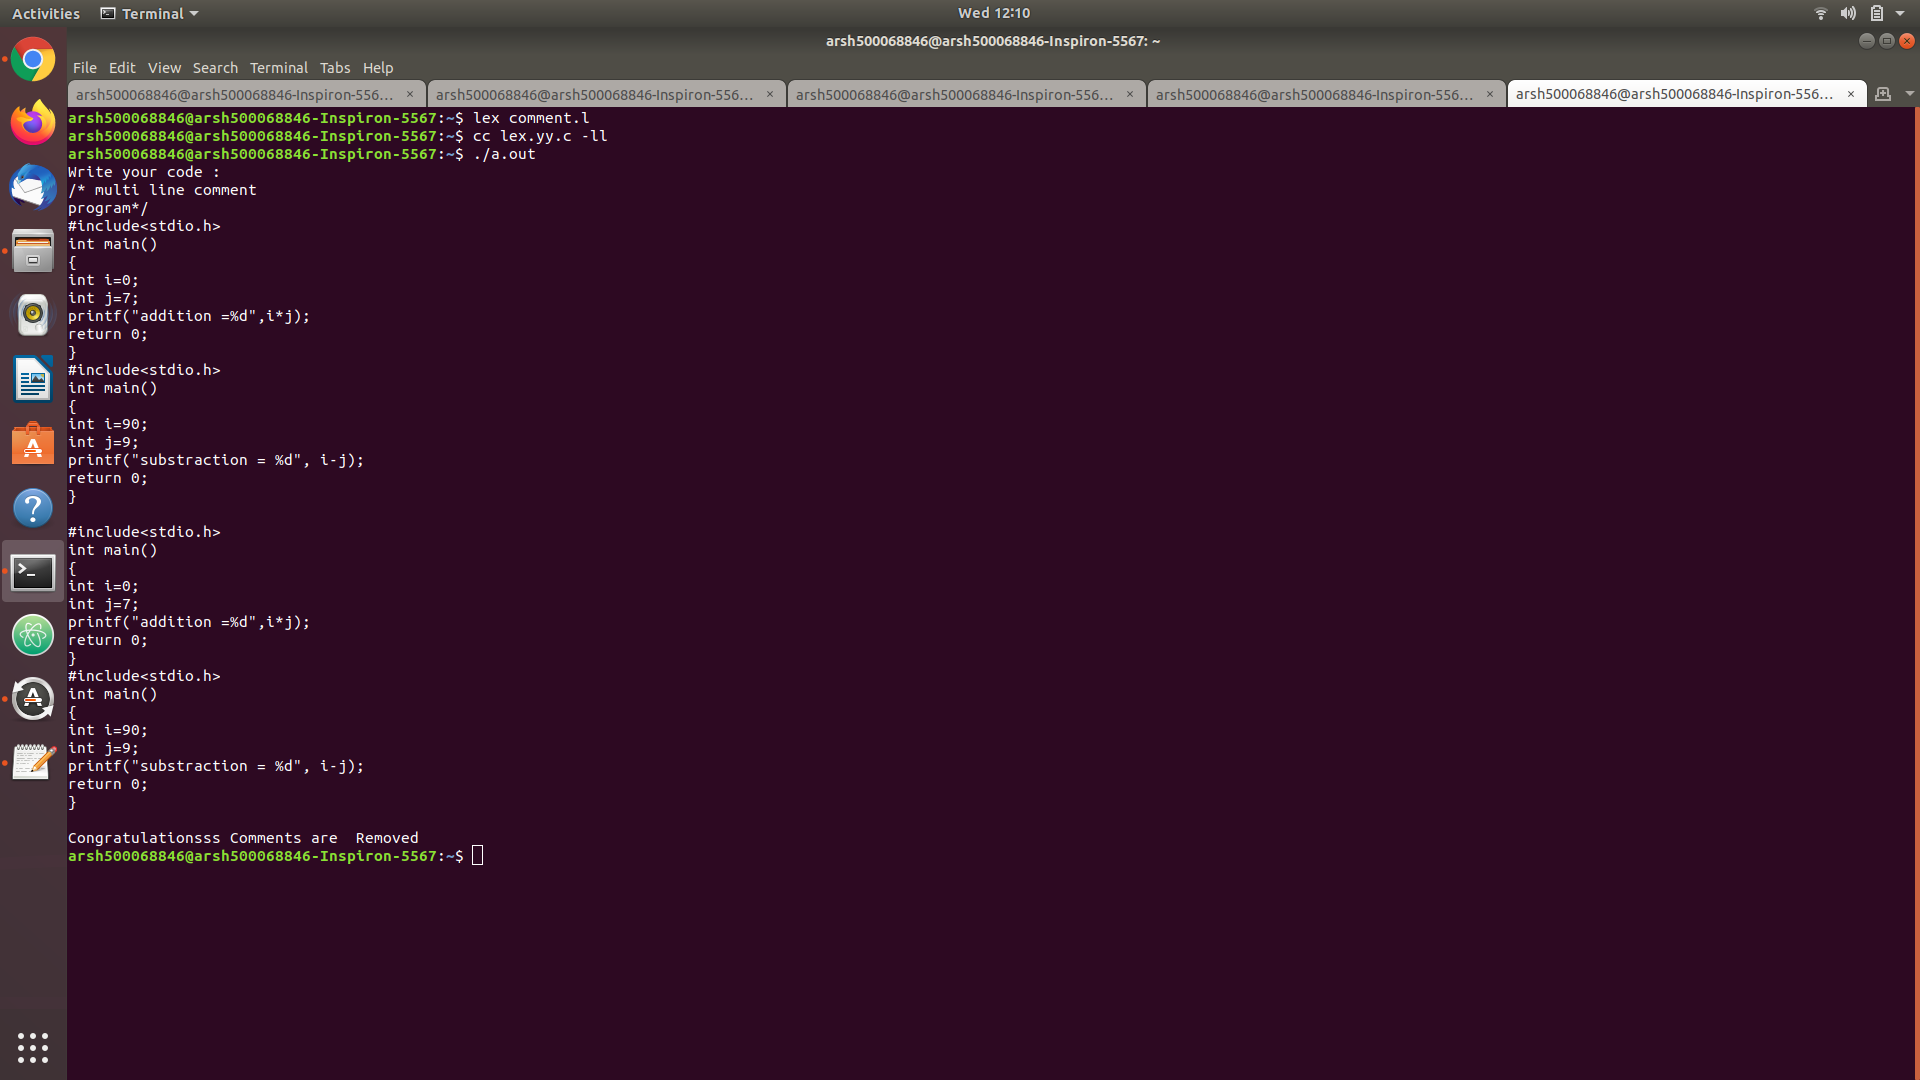 Activities Terminal Wed 12:10
arsh500068846@arsh500068846-Inspiron-5567: ~
File Edit View Search Terminal Tabs Help
arsh500068846@arsh500068846-Inspiron-556... × arsh500068846@arsh500068846-Inspiron-556... × arsh500068846@arsh500068846-Inspiron-556... × arsh500068846@arsh500068846-Inspiron-556... × arsh500068846@arsh500068846-Inspiron-556... ×
arsh500068846@arsh500068846-Inspiron-5567:~$ lex comment.l
arsh500068846@arsh500068846-Inspiron-5567:~$ cc lex.yy.c -ll
arsh500068846@arsh500068846-Inspiron-5567:~$ ./a.out
Write your code :
/* multi line comment
program*/
#include<stdio.h>
int main()
{
int i=0;
int j=7;
printf("addition =%d",i*j);
return 0;
}
#include<stdio.h>
int main()
{
int i=90;
int j=9;
printf("substraction = %d", i-j);
return 0;
}
#include<stdio.h>
int main()
{
int i=0;
int j=7;
printf("addition =%d",i*j);
return 0;
}
#include<stdio.h>
int main()
{
int i=90;
int j=9;
printf("substraction = %d", i-j);
return 0;
}
Congratulationsss Comments are  Removed
arsh500068846@arsh500068846-Inspiron-5567:~$